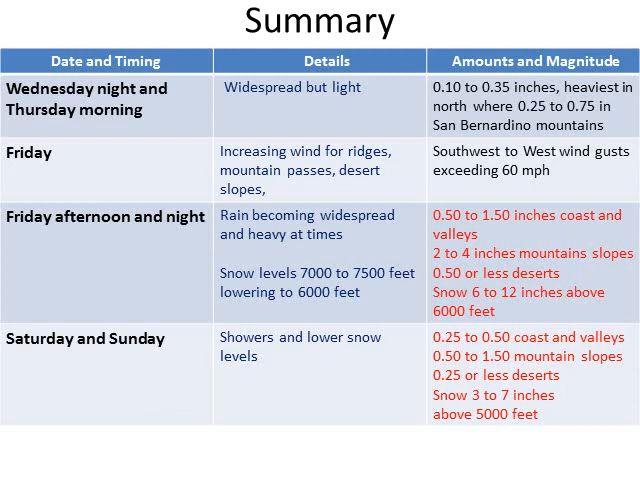 Summary
Date and Timing
Details
Amounts and Magnitude
Wednesday night and
Thursday morning
Widespread but light
0.10 to 0.35 inches, heaviest in
north where 0.25 to 0.75 in
San Bernardino mountains
Friday
Increasing wind for ridges,
mountain passes, desert
slopes,
Southwest to West wind gusts
exceeding 60 mph
Friday afternoon and night
Rain becoming widespread
and heavy at times
Snow levels 7000 to 7500 feet
lowering to 6000 feet
0.50 to 1.50 inches coast and
valleys
2 to 4 inches mountains slopes
0.50 or less deserts
Snow 6 to 12 inches above
6000 feet
Saturday and Sunday
Showers and lower snow
levels
0.25 to 0.50 coast and valleys
0.50 to 1.50 mountain slopes
0.25 or less deserts
Snow 3 to 7 inches
above 5000 feet